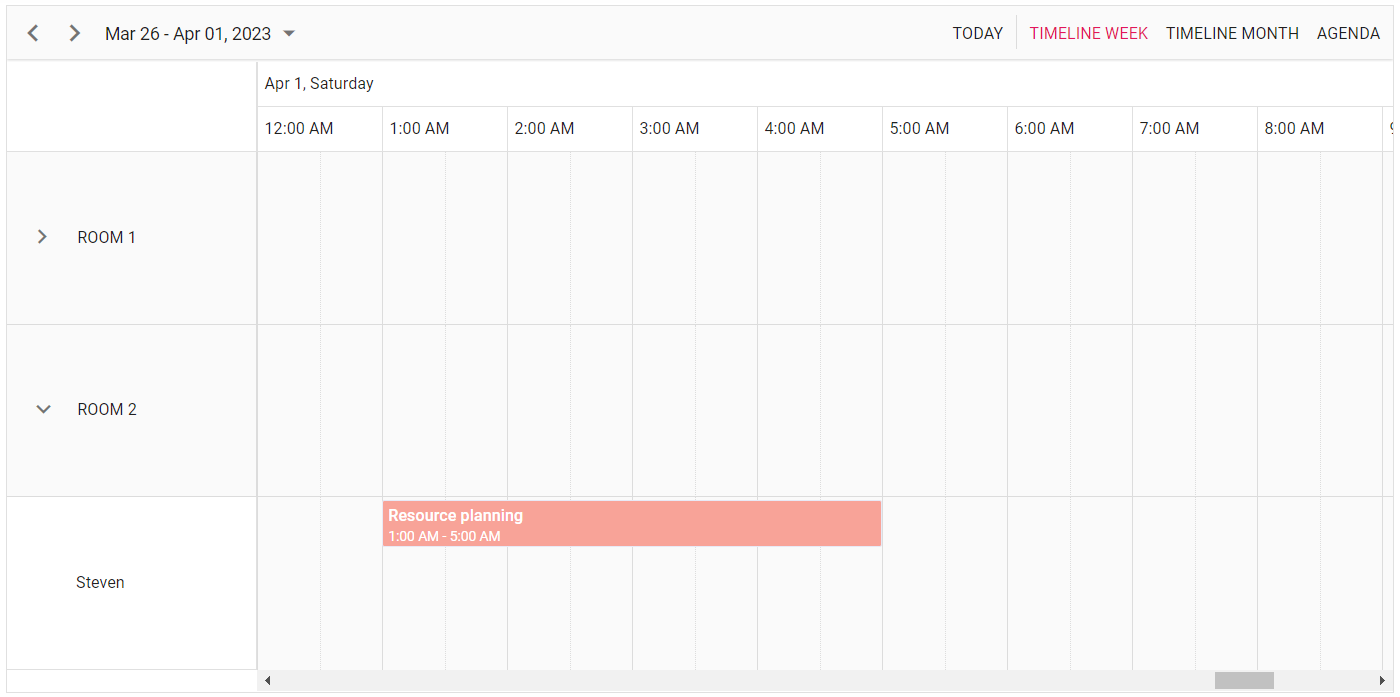 Mar 26 - Apr 01, 2023 TODAY TIMELINE WEEK TIMELINE MONTH AGENDA
Apr 1, Saturday
12:00 AM 1:00 AM 2:00 AM 3:00 AM 4:00 AM 5:00 AM 6:00 AM 7:00 AM 8:00 AM
ROOM 1
ROOM 2
Resource planning
1:00 AM - 5:00 AM
Steven